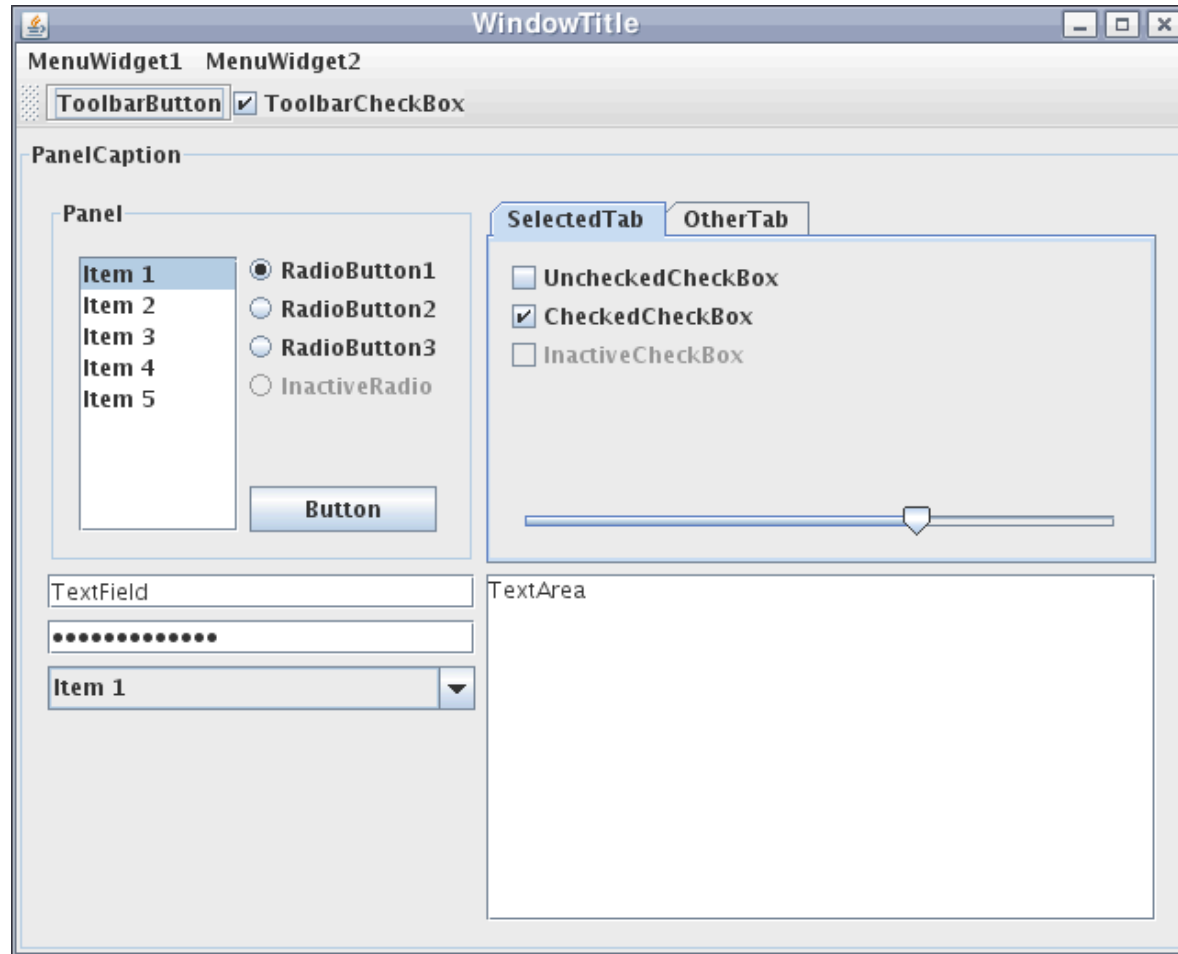 WindowTitle
MenuWidget1 MenuWidget2
ToolbarButton ToolbarCheckBox
PanelCaption
Panel
Item 1
Item 2
Item 3
Item 4
Item 5
RadioButton1
RadioButton2
RadioButton3
InactiveRadio
Button
SelectedTab OtherTab
UncheckedCheckBox
CheckedCheckBox
InactiveCheckBox
TextField
•••••••••••••
Item 1
TextArea